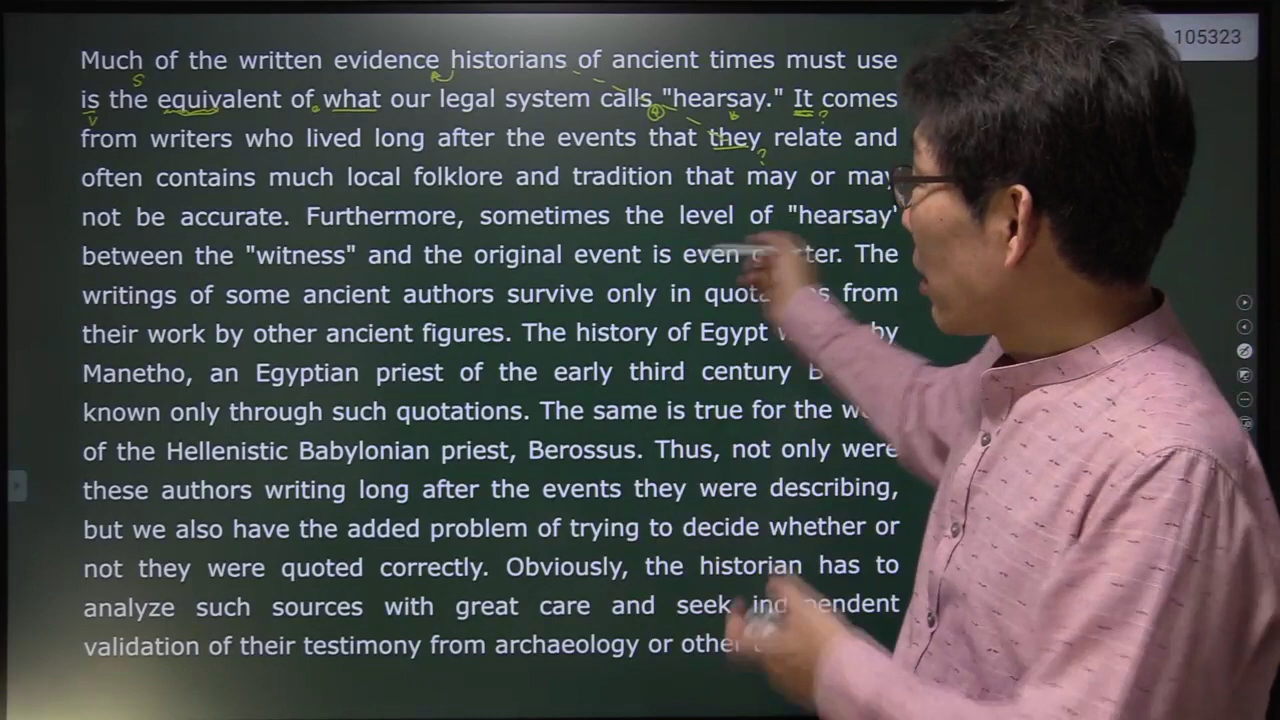 105323
Much of the written evidence historians of ancient times must use
S
is the equivalent of what our legal system calls "hearsay." It comes
V
from writers who lived long after the events that they relate and
often contains much local folklore and tradition that may or may
not be accurate. Furthermore, sometimes the level of "hearsay"
between the "witness" and the original event is even
The
writings of some ancient authors survive only in from
their work by other ancient figures. The history of Egypt by
Manetho, an Egyptian priest of the early third century
known only through such quotations. The same is true for the
of the Hellenistic Babylonian priest, Berossus. Thus, not only were
these authors writing long after the events they were describing,
but we also have the added problem of trying to decide whether or
not they were quoted correctly. Obviously, the historian has to
analyze such sources with great care and seek independent
validation of their testimony from archaeology or other